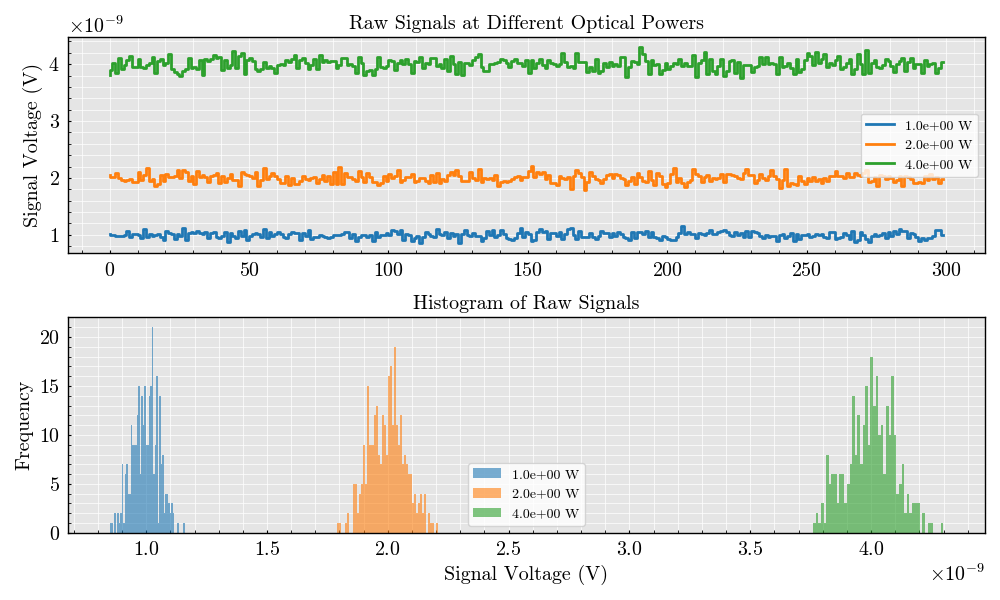 Raw Signals at Different Optical Powers
×10⁻⁹
Signal Voltage (V)
4
3
2
1
0 50 100 150 200 250 300
1.0e+00 W
2.0e+00 W
4.0e+00 W
Histogram of Raw Signals
Frequency
20
15
10
5
0
1.0 1.5 2.0 2.5 3.0 3.5 4.0
1.0e+00 W
2.0e+00 W
4.0e+00 W
Signal Voltage (V)
×10⁻⁹